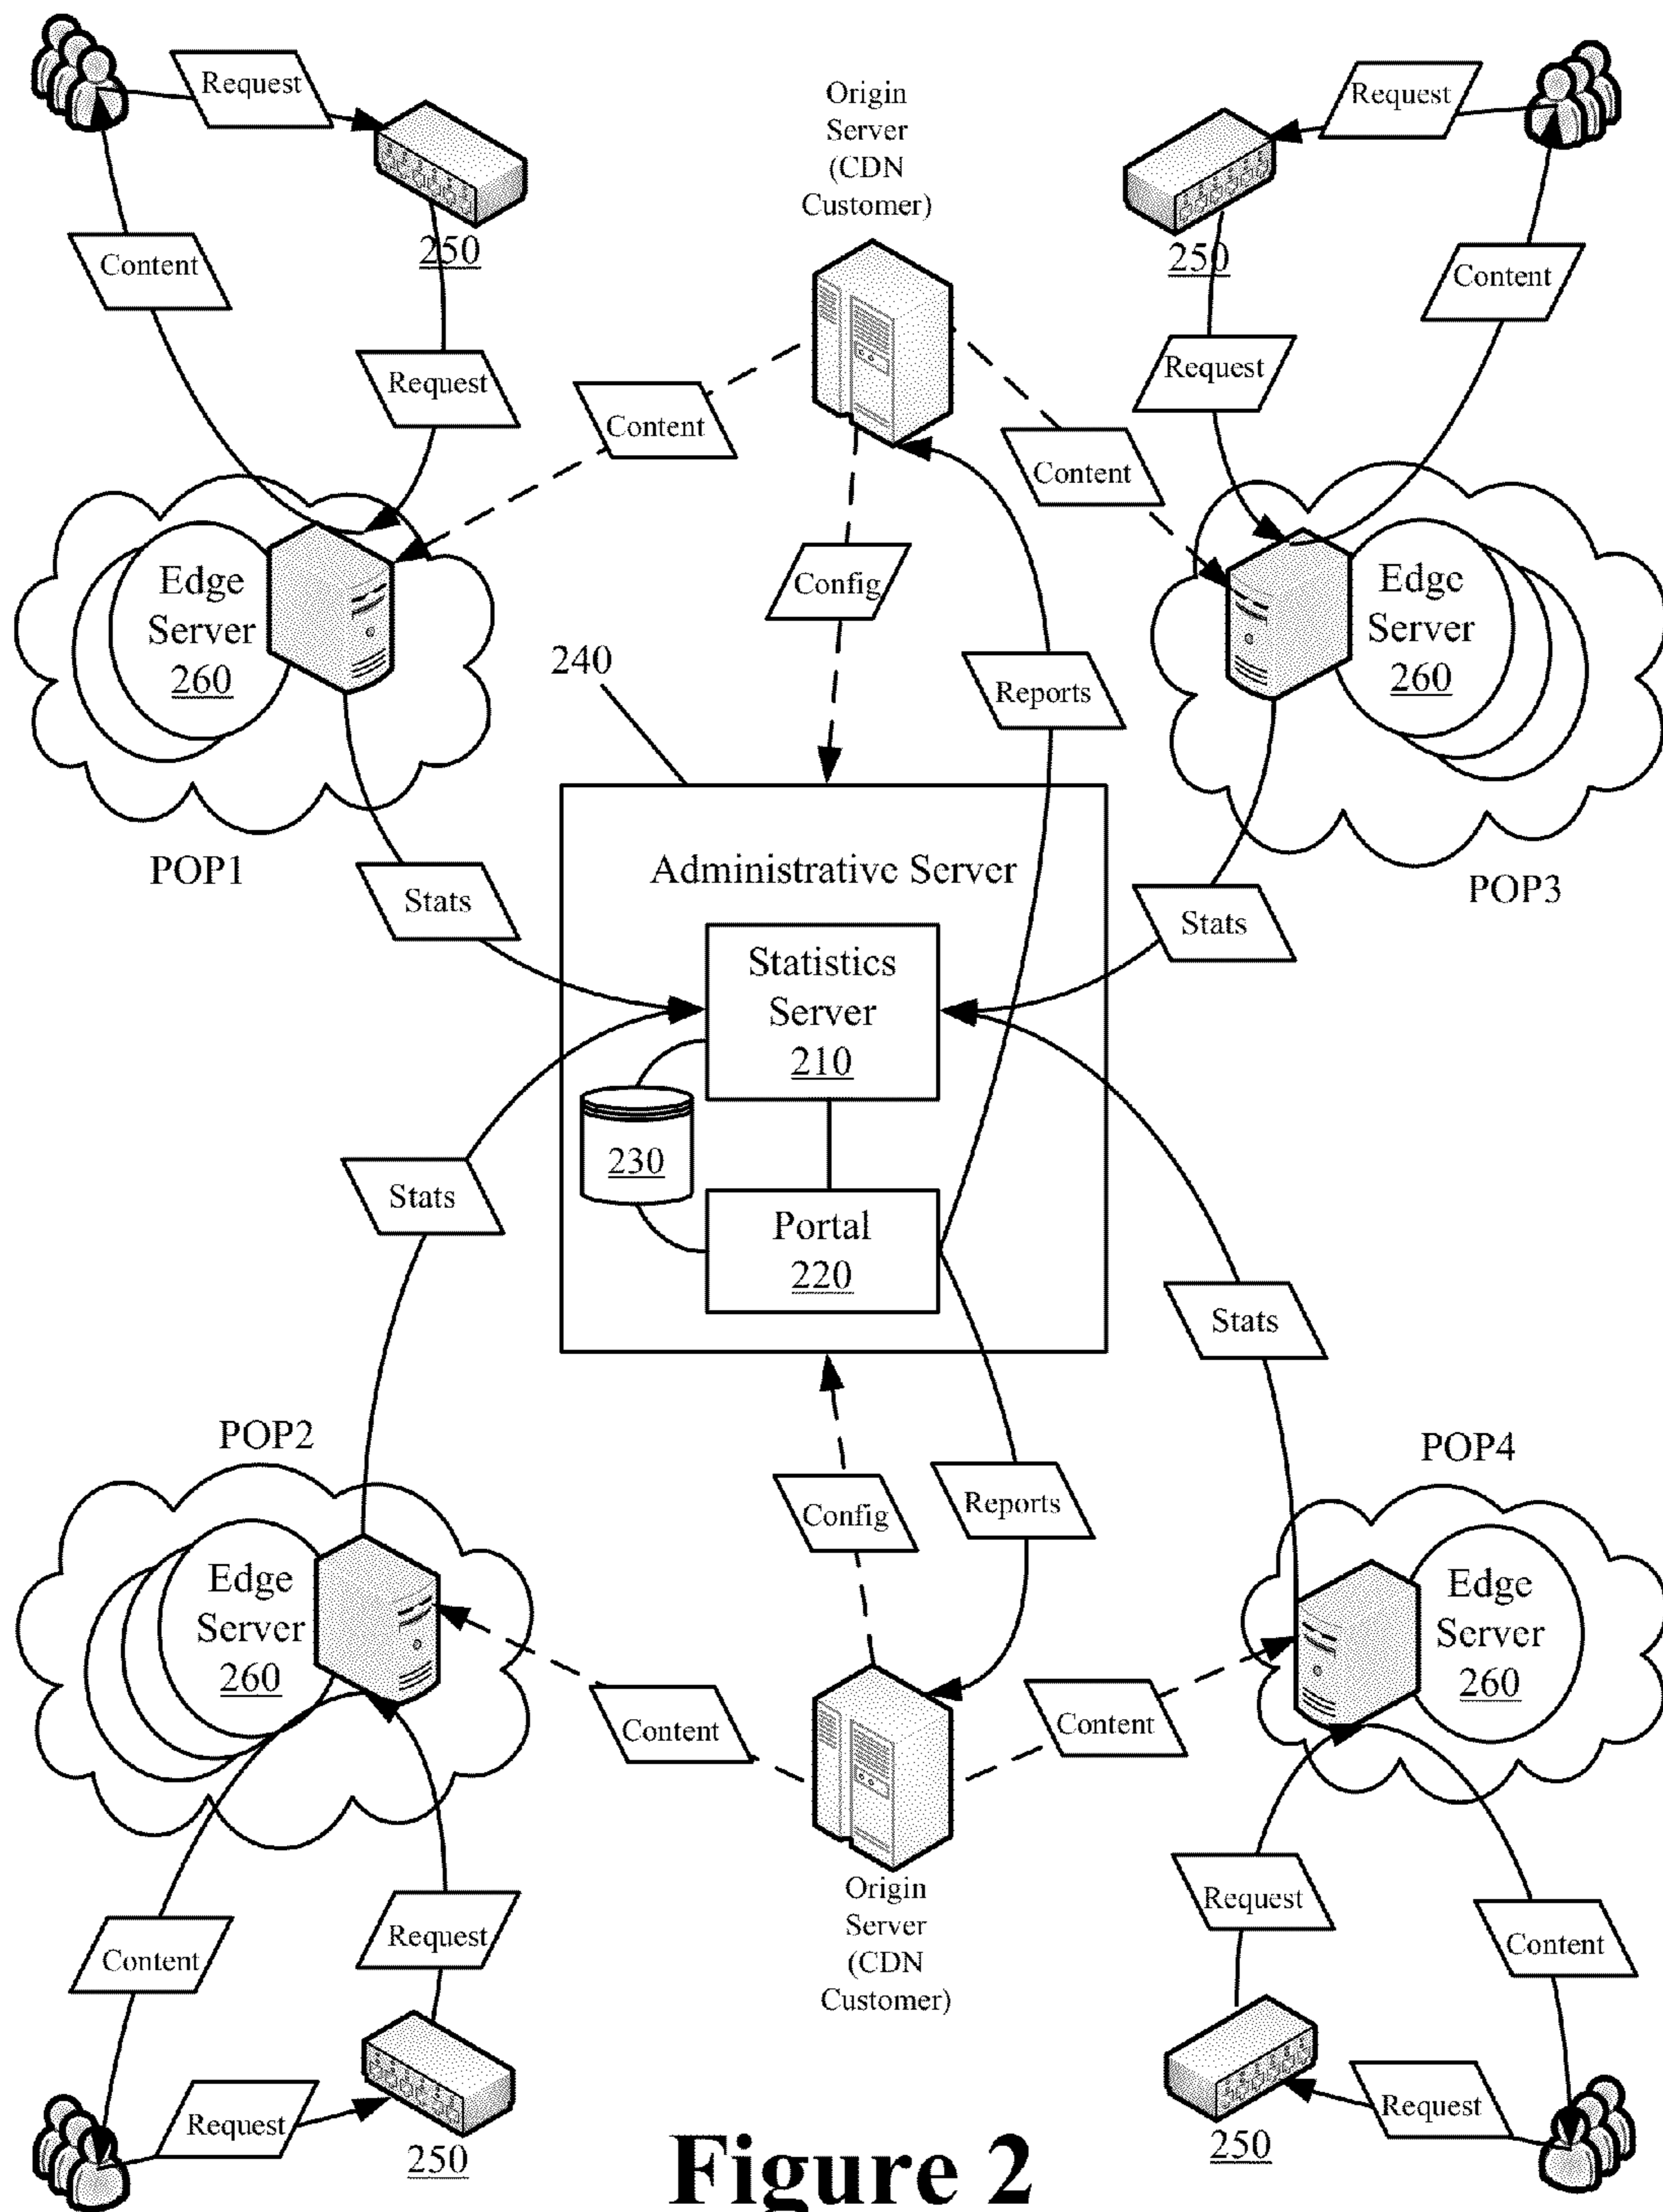 Request
Request
Origin
Server
(CDN
Customer)
250
250
Content
Content
Request
Request
Content
Content
Config
Edge
Server
260
Edge
Server
260
240
Reports
POP1
POP3
Administrative Server
Stats
Stats
Statistics
Server
210
230
Stats
Portal
220
Stats
POP2
POP4
Config
Reports
Edge
Server
260
Edge
Server
260
Content
Content
Origin
Server
(CDN
Customer)
Request
Request
Content
Content
Request
Request
250
250
Figure 2